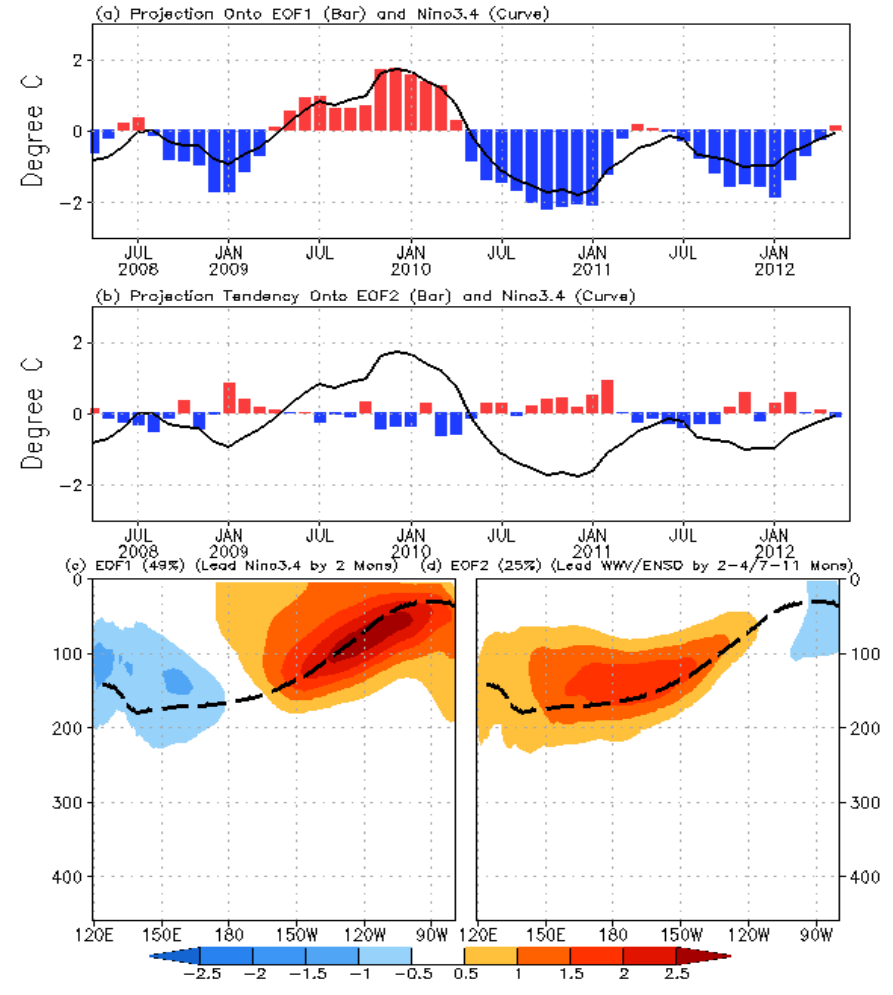 (a) Projection Onto EOF1 (Bar) and Nino3.4 (Curve)
Degree C
2
0
−2
JUL JAN JUL JAN JUL JAN JUL JAN
2008 2009 2010 2011 2012
(b) Projection Tendency Onto EOF2 (Bar) and Nino3.4 (Curve)
Degree C
2
0
−2
JUL JAN JUL JAN JUL JAN JUL JAN
2008 2009 2010 2011 2012
(c) EOF1 (49%) (Lead Nino3.4 by 2 Mons) (d) EOF2 (25%) (Lead WWV/ENSO by 2−4/7−11 Mons)
0 0
100 100
200 200
300 300
400 400
120E 150E 180 150W 120W 90W 120E 150E 180 150W 120W 90W
−2.5 −2 −1.5 −1 −0.5 0.5 1 1.5 2 2.5